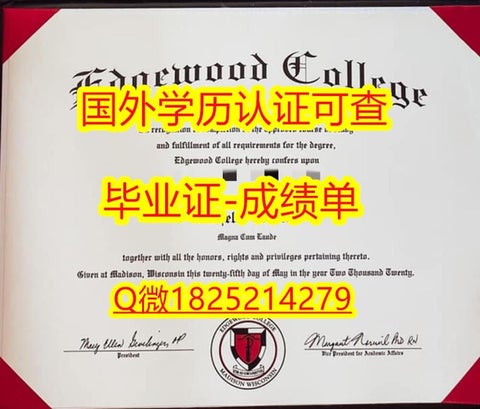 Edgewood College
国外学历认证可查
and fulfillment of all requirements for the degree,
Edgewood College hereby confers upon
毕业证-成绩单
Magna Cum Laude
together with all the honors, rights and privileges pertaining thereto.
Given at Madison, Wisconsin this twenty-fifth day of May in the year Two Thousand Twenty.
Q微1825214279
EDGEWOOD COLLEGE
MADISON WISCONSIN
President
Vice President for Academic Affairs